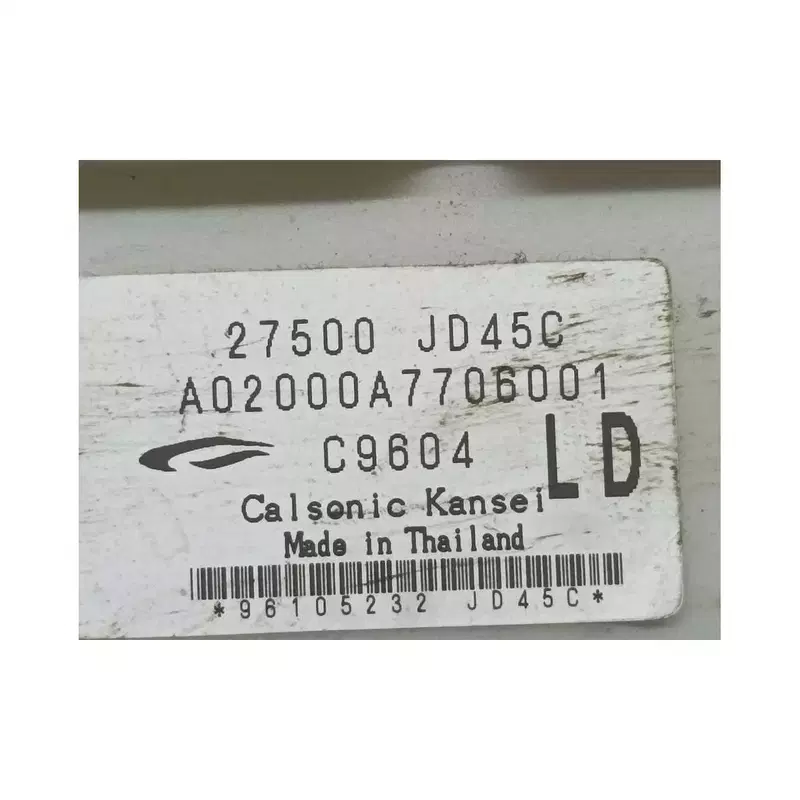 27500 JD45C
A02000A7706001
C9604 LD
Calsonic Kansei
Made in Thailand
*96105232 JD45C*